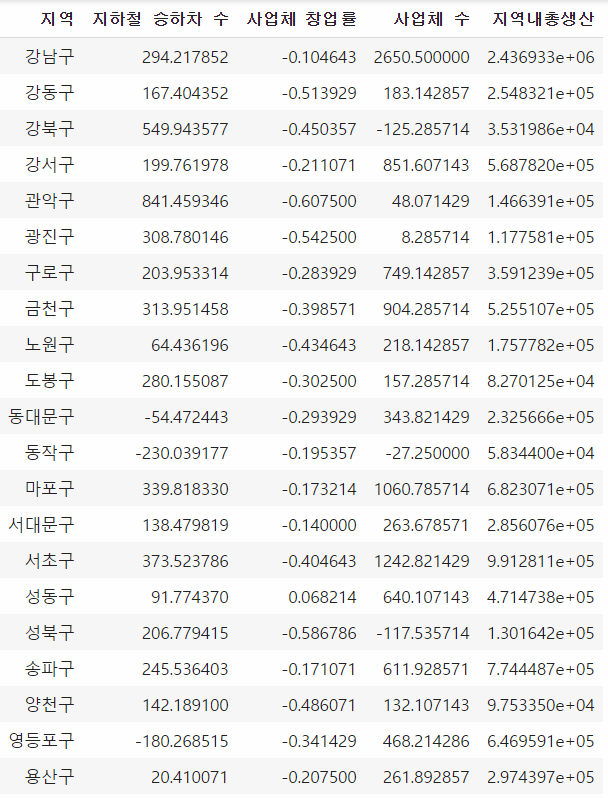 지역 지하철 승하차 수 사업체 창업률 사업체 수 지역내총생산
강남구 294.217852 -0.104643 2650.500000 2.436933e+06
강동구 167.404352 -0.513929 183.142857 2.548321e+05
강북구 549.943577 -0.450357 -125.285714 3.531986e+04
강서구 199.761978 -0.211071 851.607143 5.687820e+05
관악구 841.459346 -0.607500 48.071429 1.466391e+05
광진구 308.780146 -0.542500 8.285714 1.177581e+05
구로구 203.953314 -0.283929 749.142857 3.591239e+05
금천구 313.951458 -0.398571 904.285714 5.255107e+05
노원구 64.436196 -0.434643 218.142857 1.757782e+05
도봉구 280.155087 -0.302500 157.285714 8.270125e+04
동대문구 -54.472443 -0.293929 343.821429 2.325666e+05
동작구 -230.039177 -0.195357 -27.250000 5.834400e+04
마포구 339.818330 -0.173214 1060.785714 6.823071e+05
서대문구 138.479819 -0.140000 263.678571 2.856076e+05
서초구 373.523786 -0.404643 1242.821429 9.912811e+05
성동구 91.774370 0.068214 640.107143 4.714738e+05
성북구 206.779415 -0.586786 -117.535714 1.301642e+05
송파구 245.536403 -0.171071 611.928571 7.744487e+05
양천구 142.189100 -0.486071 132.107143 9.753350e+04
영등포구 -180.268515 -0.341429 468.214286 6.469591e+05
용산구 20.410071 -0.207500 261.892857 2.974397e+05